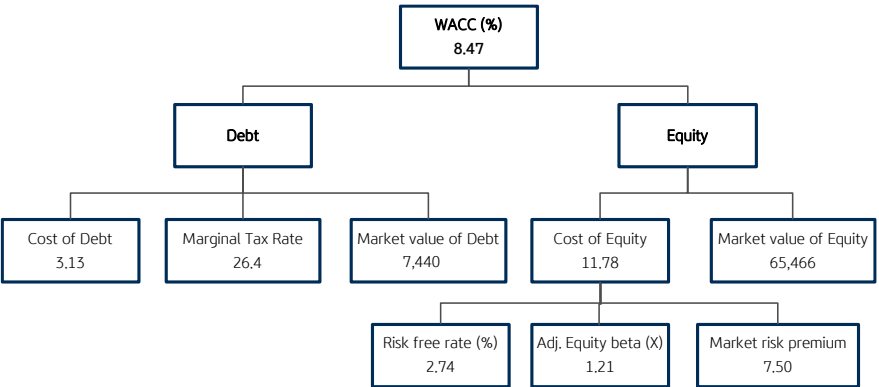 WACC (%)
8.47
Debt
Equity
Cost of Debt
3.13
Marginal Tax Rate
26.4
Market value of Debt
7,440
Cost of Equity
11.78
Market value of Equity
65,466
Risk free rate (%)
2.74
Adj. Equity beta (X)
1.21
Market risk premium
7.50